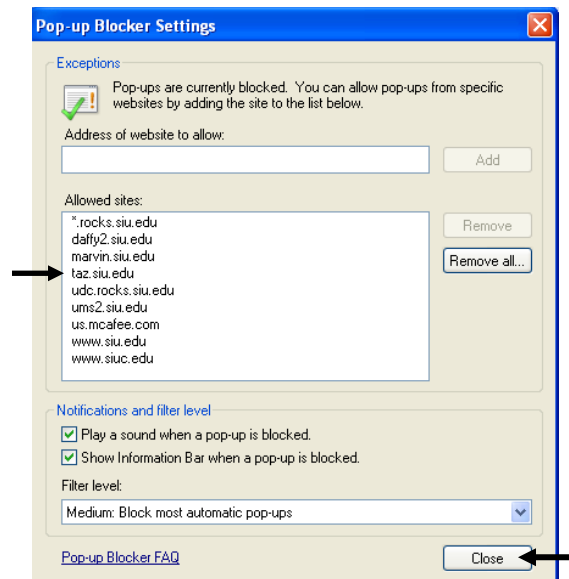 Pop-up Blocker Settings
Exceptions
Pop-ups are currently blocked. You can allow pop-ups from specific
websites by adding the site to the list below.
Address of website to allow:
Add
Allowed sites:
*.rocks.siu.edu
daffy2.siu.edu
marvin.siu.edu
taz.siu.edu
udc.rocks.siu.edu
ums2.siu.edu
us.mcafee.com
www.siu.edu
www.siuc.edu
Remove
Remove all...
Notifications and filter level
Play a sound when a pop-up is blocked.
Show Information Bar when a pop-up is blocked.
Filter level:
Medium: Block most automatic pop-ups
Pop-up Blocker FAQ
Close